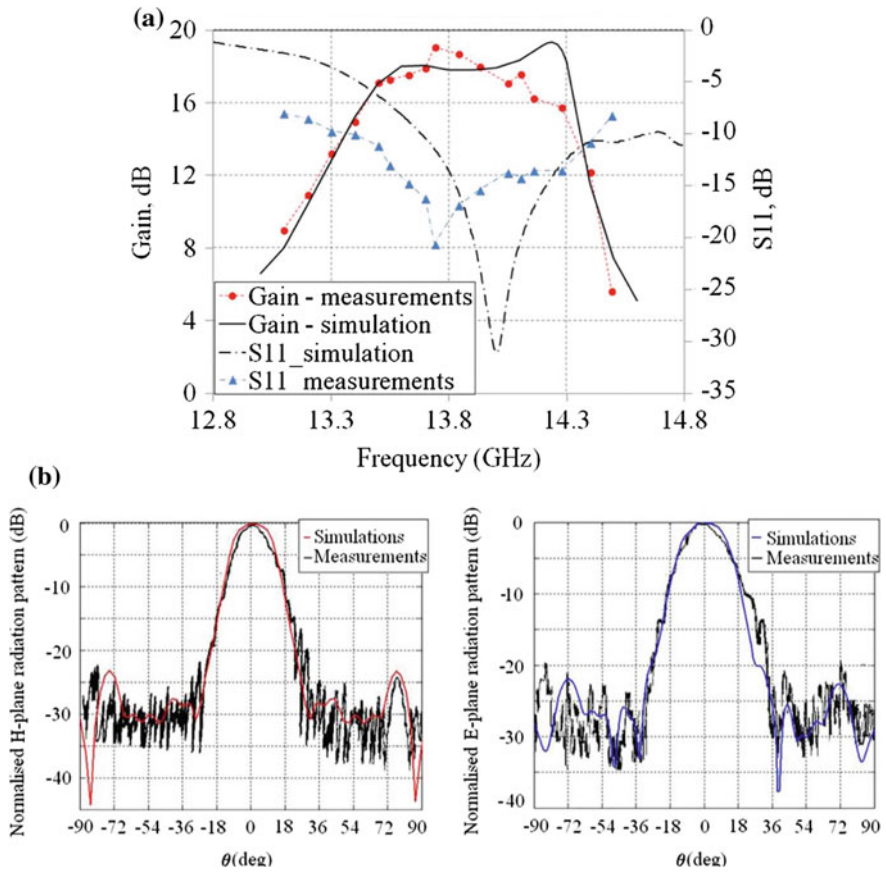 (a)
20
16
12
8
4
0
Gain, dB
0
-5
-10
-15
-20
-25
-30
-35
S11, dB
Gain - measurements
Gain - simulation
S11_simulation
S11_measurements
12.8 13.3 13.8 14.3 14.8
Frequency (GHz)
(b)
Normalised H-plane radiation pattern (dB)
0
-10
-20
-30
-40
Simulations
Measurements
-90 -72 -54 -36 -18 0 18 36 54 72 90
θ(deg)
Normalised E-plane radiation pattern (dB)
0
-10
-20
-30
-40
Simulations
Measurements
-90 -72 -54 -36 -18 0 18 36 54 72 90
θ(deg)